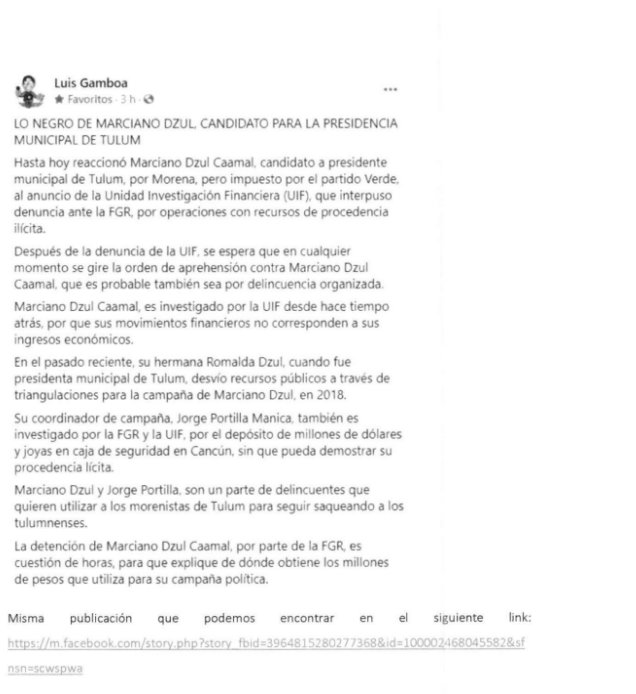 Luis Gamboa
Favoritos · 3 h ·
LO NEGRO DE MARCIANO DZUL, CANDIDATO PARA LA PRESIDENCIA
MUNICIPAL DE TULUM
Hasta hoy reaccionó Marciano Dzul Caamal, candidato a presidente
municipal de Tulum, por Morena, pero impuesto por el partido Verde,
al anuncio de la Unidad Investigación Financiera (UIF), que interpuso
denuncia ante la FGR, por operaciones con recursos de procedencia
ilícita.
Después de la denuncia de la UIF, se espera que en cualquier
momento se gire la orden de aprehensión contra Marciano Dzul
Caamal, que es probable también sea por delincuencia organizada.
Marciano Dzul Caamal, es investigado por la UIF desde hace tiempo
atrás, por que sus movimientos financieros no corresponden a sus
ingresos económicos.
En el pasado reciente, su hermana Romalda Dzul, cuando fue
presidenta municipal de Tulum, desvío recursos públicos a través de
triangulaciones para la campaña de Marciano Dzul, en 2018.
Su coordinador de campaña, Jorge Portilla Manica, también es
investigado por la FGR y la UIF, por el depósito de millones de dólares
y joyas en caja de seguridad en Cancún, sin que pueda demostrar su
procedencia lícita.
Marciano Dzul y Jorge Portilla, son un parte de delincuentes que
quieren utilizar a los morenistas de Tulum para seguir saqueando a los
tulumnenses.
La detención de Marciano Dzul Caamal, por parte de la FGR, es
cuestión de horas, para que explique de dónde obtiene los millones
de pesos que utiliza para su campaña política.
Misma publicación que podemos encontrar en el siguiente link:
https://m.facebook.com/story.php?story_fbid=3964815280277368&id=100002468045582&sf
nsn=scwspwa